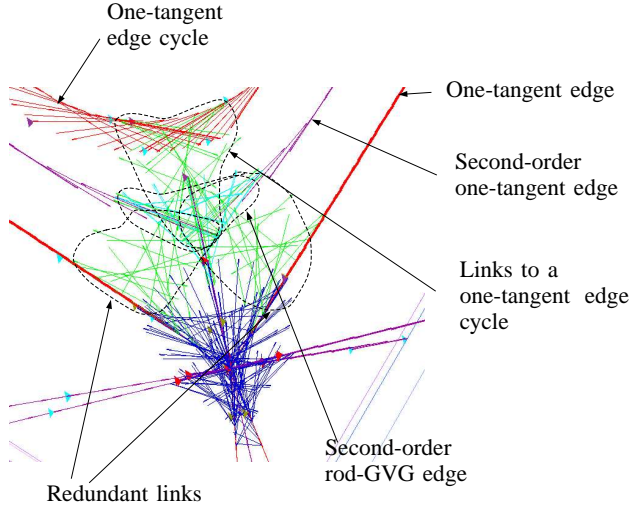 One-tangent
edge cycle
One-tangent edge
Second-order
one-tangent edge
Links to a
one-tangent edge
cycle
Second-order
rod-GVG edge
Redundant links